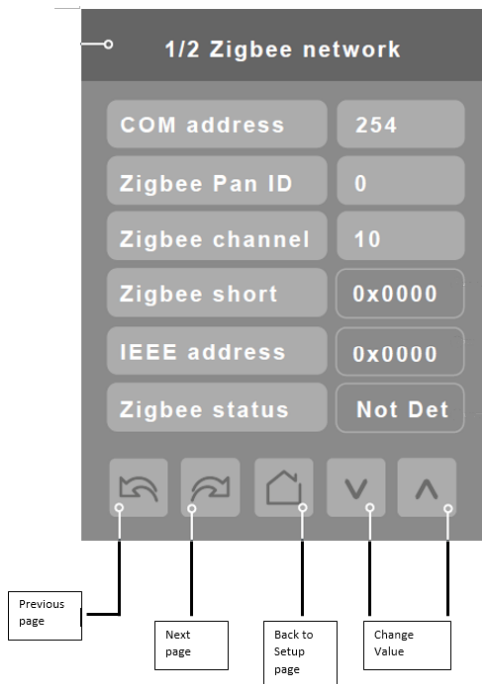 1/2 Zigbee network
COM address 254
Zigbee Pan ID 0
Zigbee channel 10
Zigbee short 0x0000
IEEE address 0x0000
Zigbee status Not Det
Previous
page
Next
page
Back to
Setup
page
Change
Value